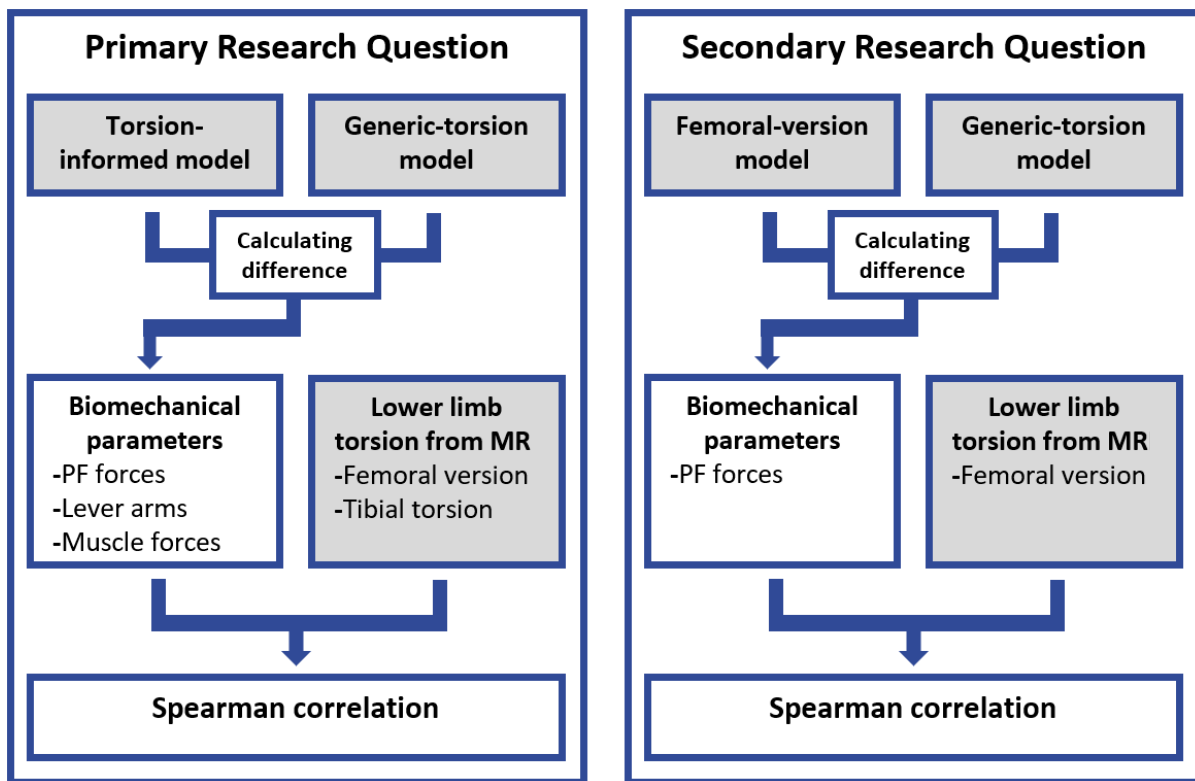 Primary Research Question
Torsion-
informed model
Generic-torsion
model
Calculating
difference
Biomechanical
parameters
-PF forces
-Lever arms
-Muscle forces
Lower limb
torsion from MR
-Femoral version
-Tibial torsion
Spearman correlation
Secondary Research Question
Femoral-version
model
Generic-torsion
model
Calculating
difference
Biomechanical
parameters
-PF forces
Lower limb
torsion from MR
-Femoral version
Spearman correlation